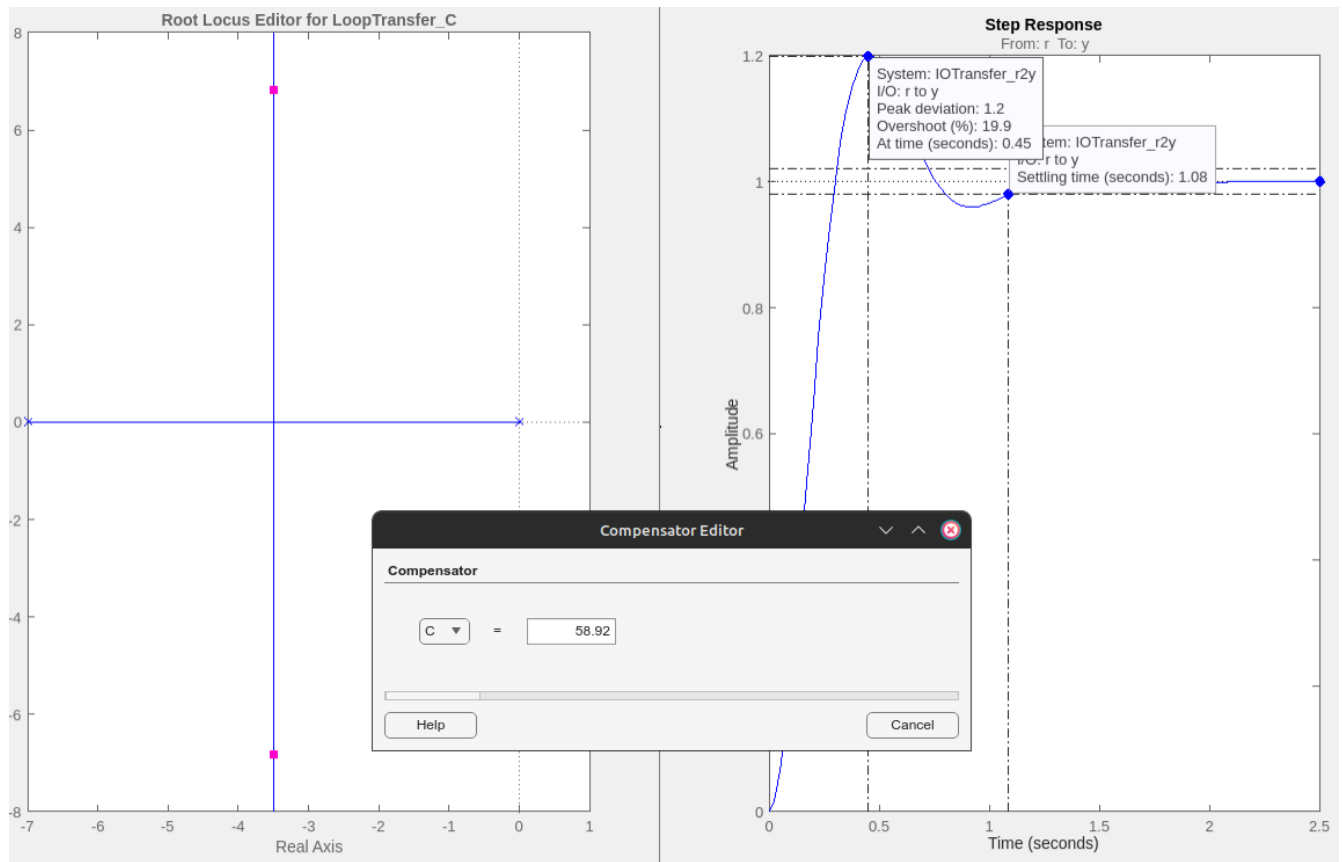 Root Locus Editor for LoopTransfer_C
8
6
4
2
0
-2
-4
-6
-8
-7 -6 -5 -4 -3 -2 -1 0 1
Real Axis
Step Response
From: r To: y
1.2
1
0.8
0.6
0
Amplitude
System: IOTransfer_r2y
I/O: r to y
Peak deviation: 1.2
Overshoot (%): 19.9
At time (seconds): 0.45
tem: IOTransfer_r2y
I/O: r to y
Settling time (seconds): 1.08
0 0.5 1 1.5 2 2.5
Time (seconds)
Compensator Editor
Compensator
C = 58.92
Help Cancel